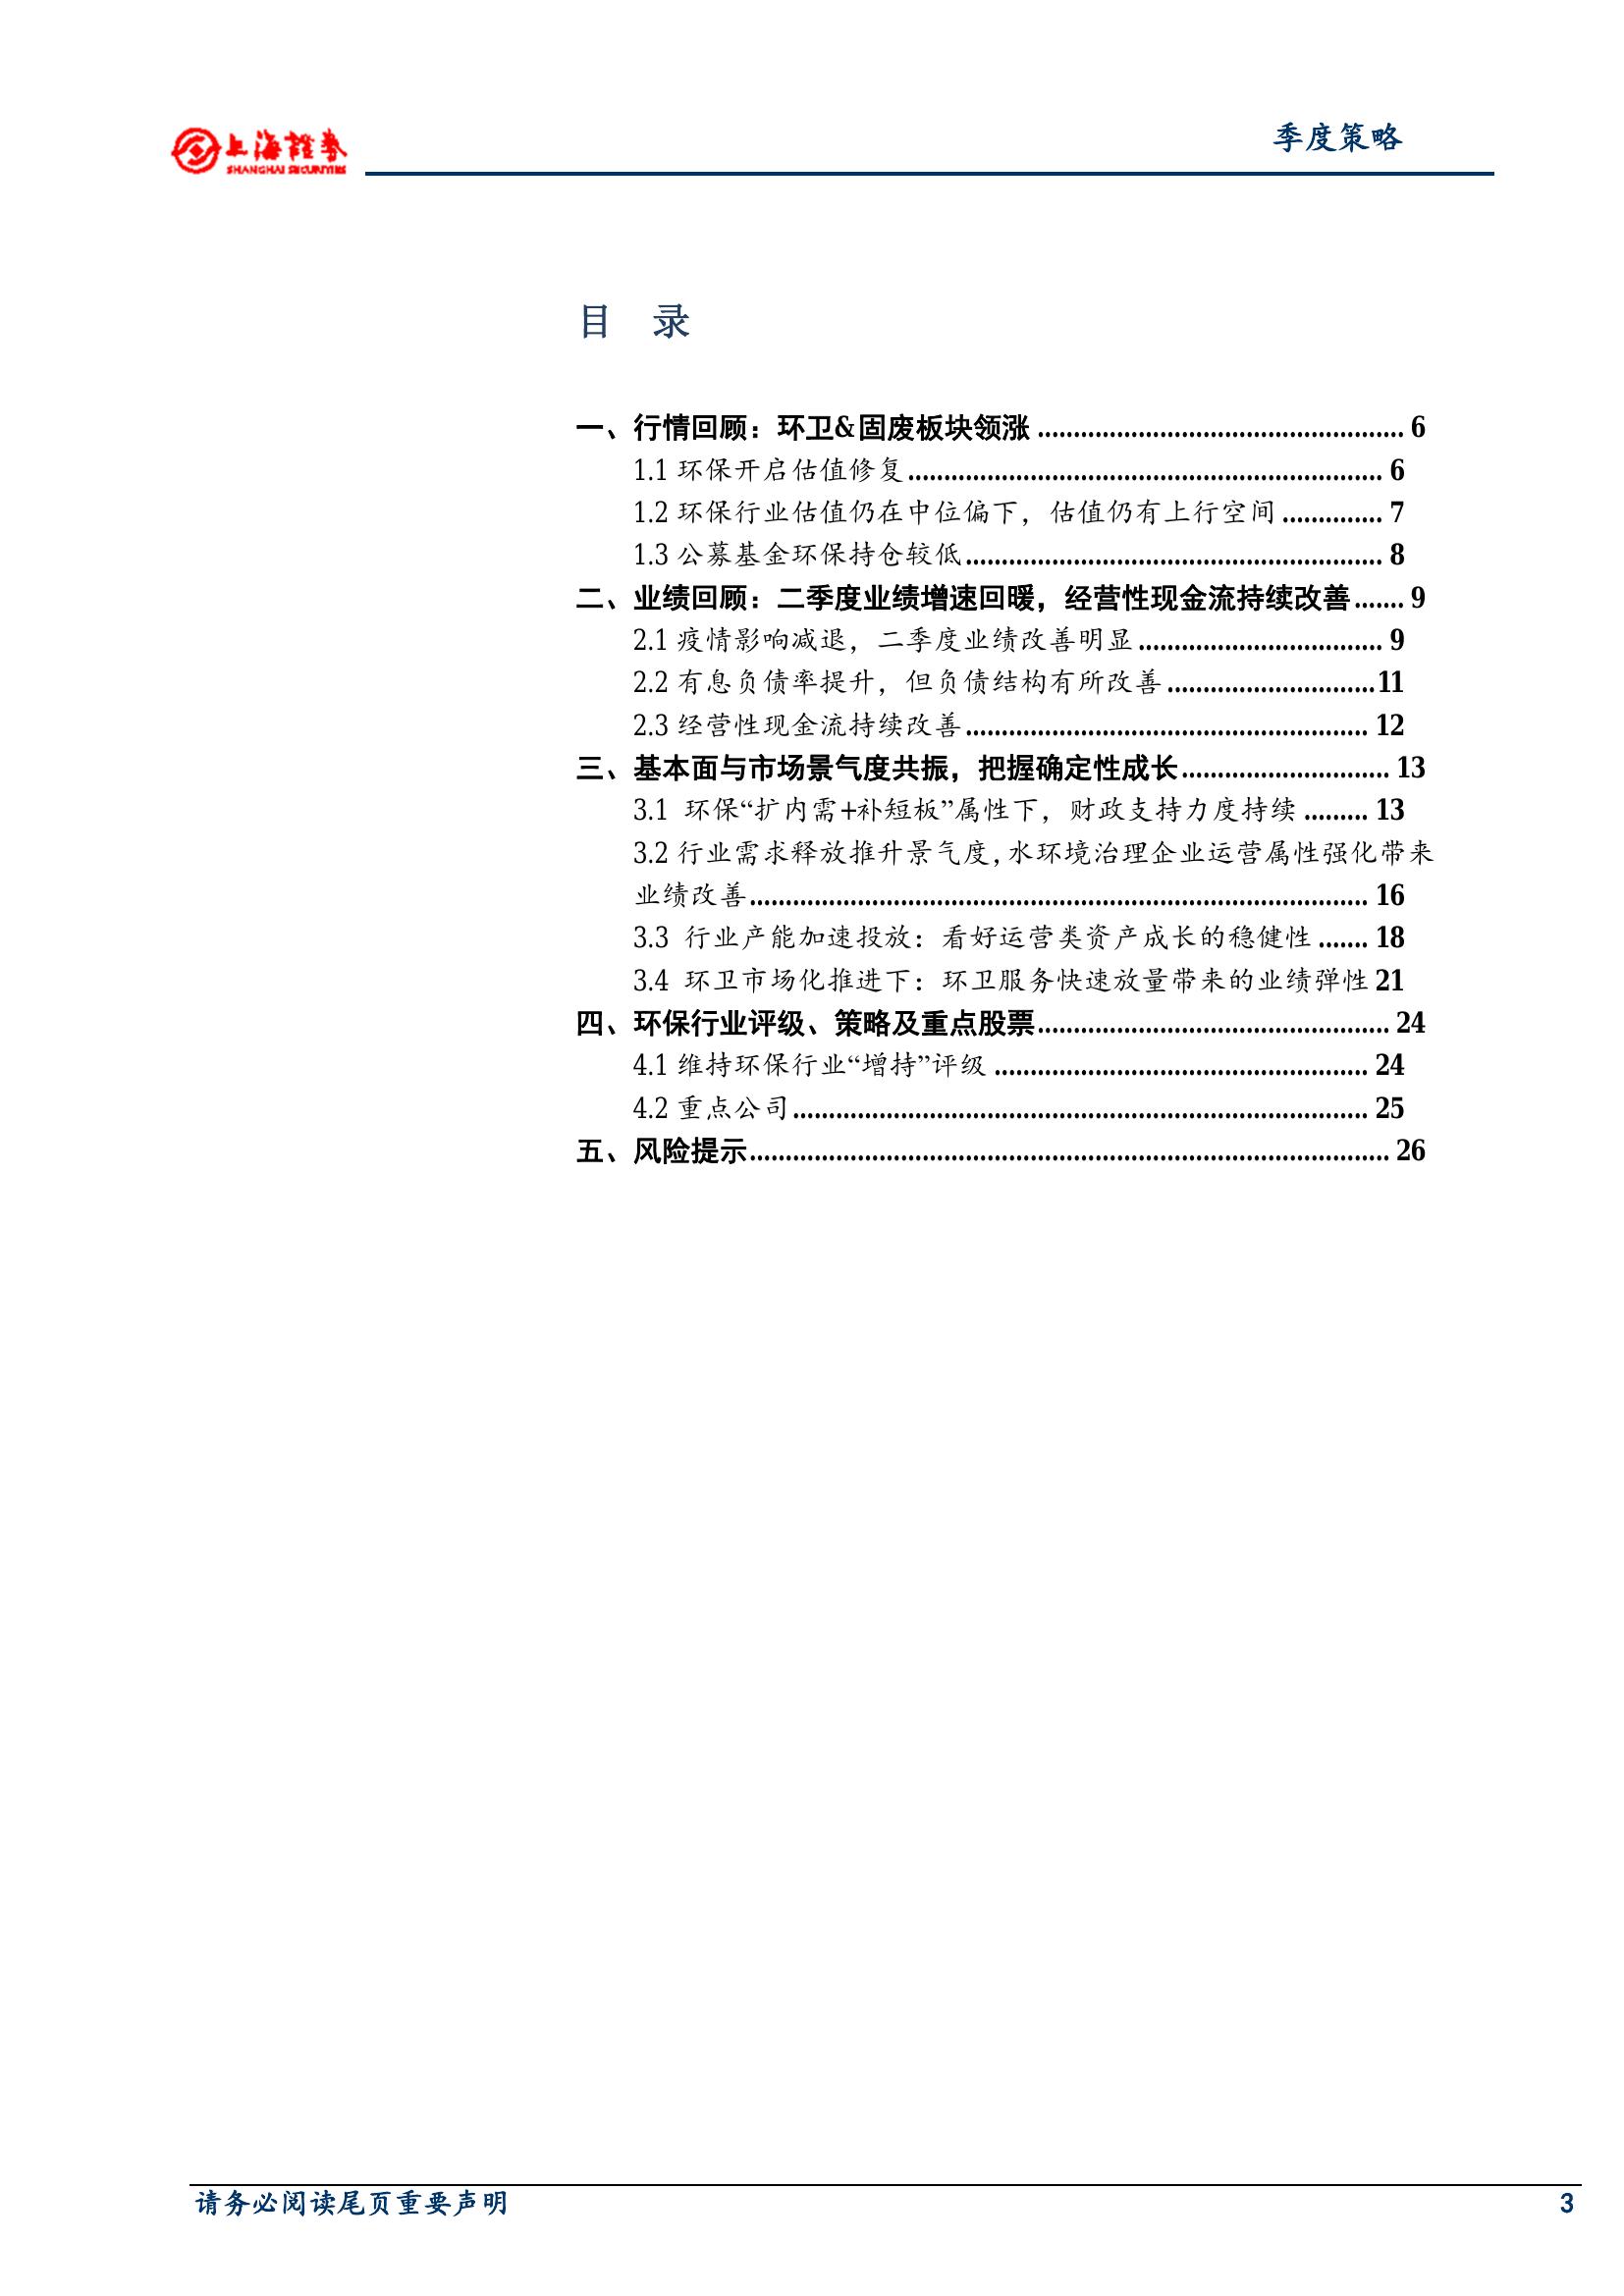 上海證券
SHANGHAI SECURITIES
季度策略
目 录
一、行情回顾：环卫&固废板块领涨 ................................................... 6
1.1 环保开启估值修复 .................................................................. 6
1.2 环保行业估值仍在中位偏下，估值仍有上行空间 .............. 7
1.3 公募基金环保持仓较低 .......................................................... 8
二、业绩回顾：二季度业绩增速回暖，经营性现金流持续改善 ....... 9
2.1 疫情影响减退，二季度业绩改善明显 .................................. 9
2.2 有息负债率提升，但负债结构有所改善 ............................. 11
2.3 经营性现金流持续改善 ........................................................ 12
三、基本面与市场景气度共振，把握确定性成长 ............................. 13
3.1 环保“扩内需+补短板”属性下，财政支持力度持续 ......... 13
3.2 行业需求释放推升景气度，水环境治理企业运营属性强化带来
业绩改善 ...................................................................................... 16
3.3 行业产能加速投放：看好运营类资产成长的稳健性 ....... 18
3.4 环卫市场化推进下：环卫服务快速放量带来的业绩弹性 21
四、环保行业评级、策略及重点股票 ................................................. 24
4.1 维持环保行业“增持”评级 .................................................... 24
4.2 重点公司 ................................................................................ 25
五、风险提示 ......................................................................................... 26
请务必阅读尾页重要声明
3